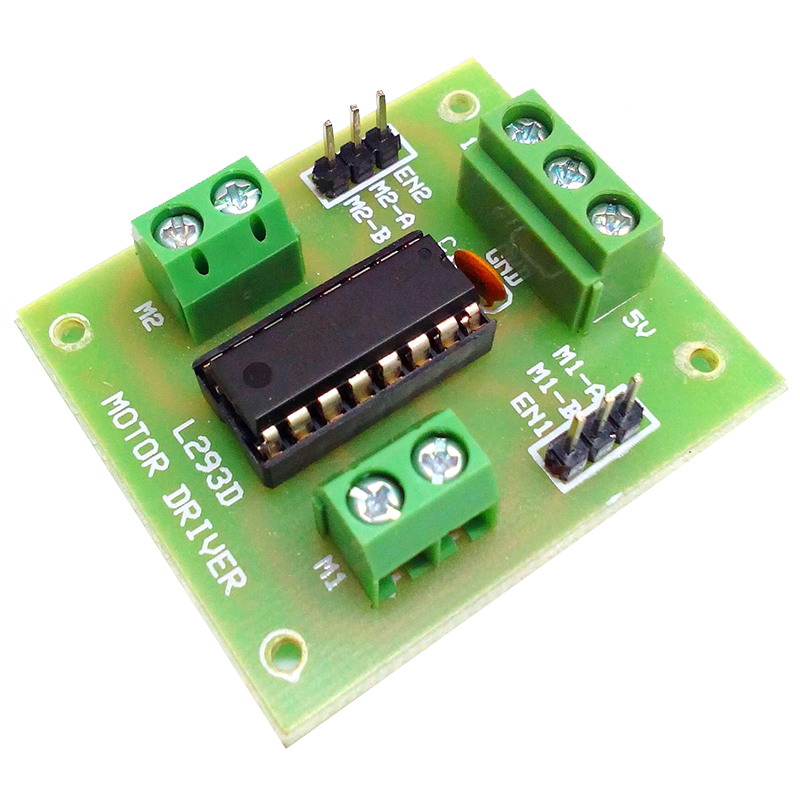 EN2
M2-A
M2-B
GND
5V
M2
M1-A
M1-B
EN1
L293D
MOTOR DRIVER
M1